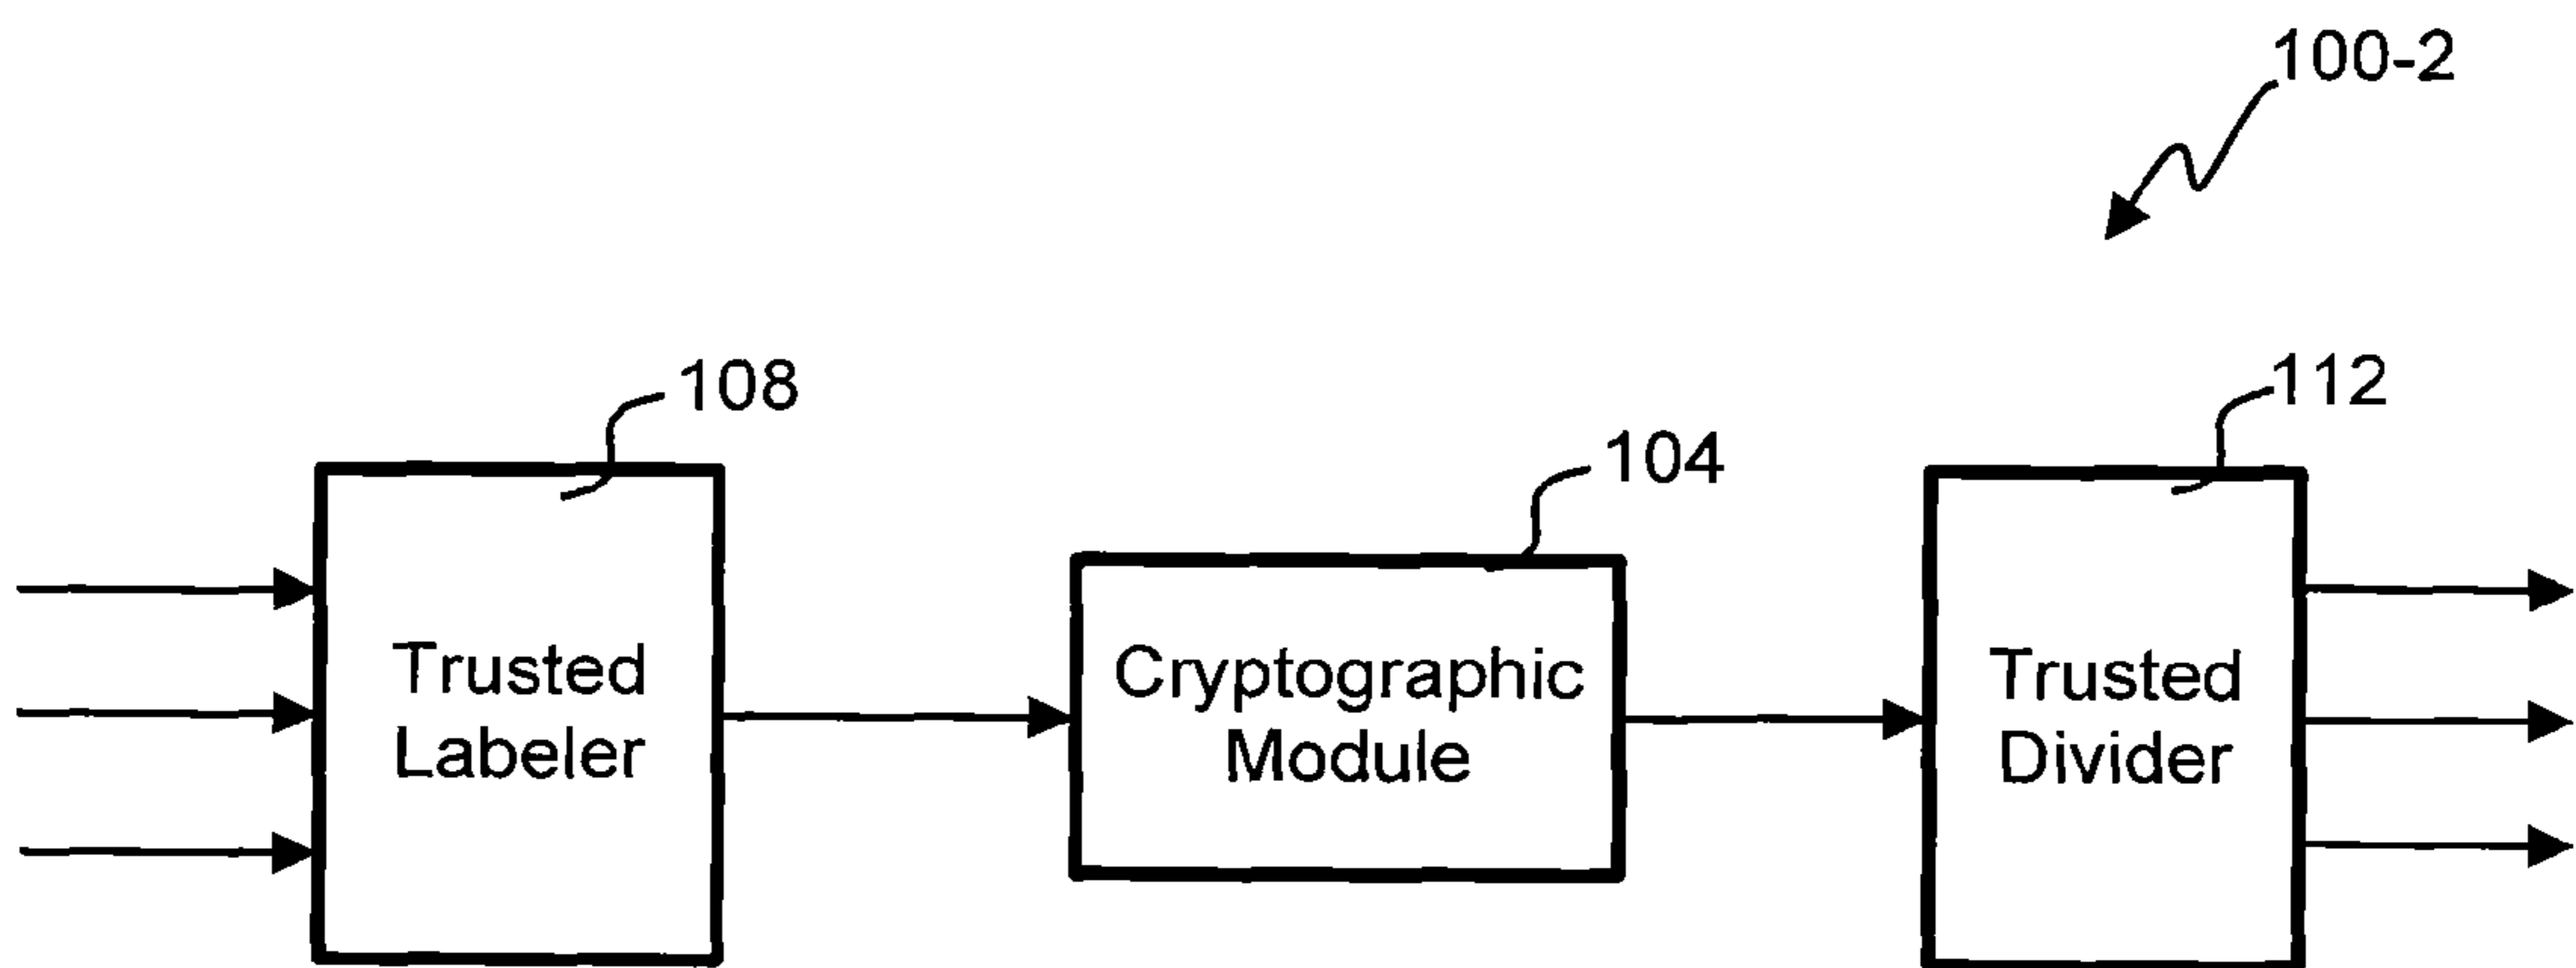 100-2
108
112
104
Trusted
Labeler
Cryptographic
Module
Trusted
Divider